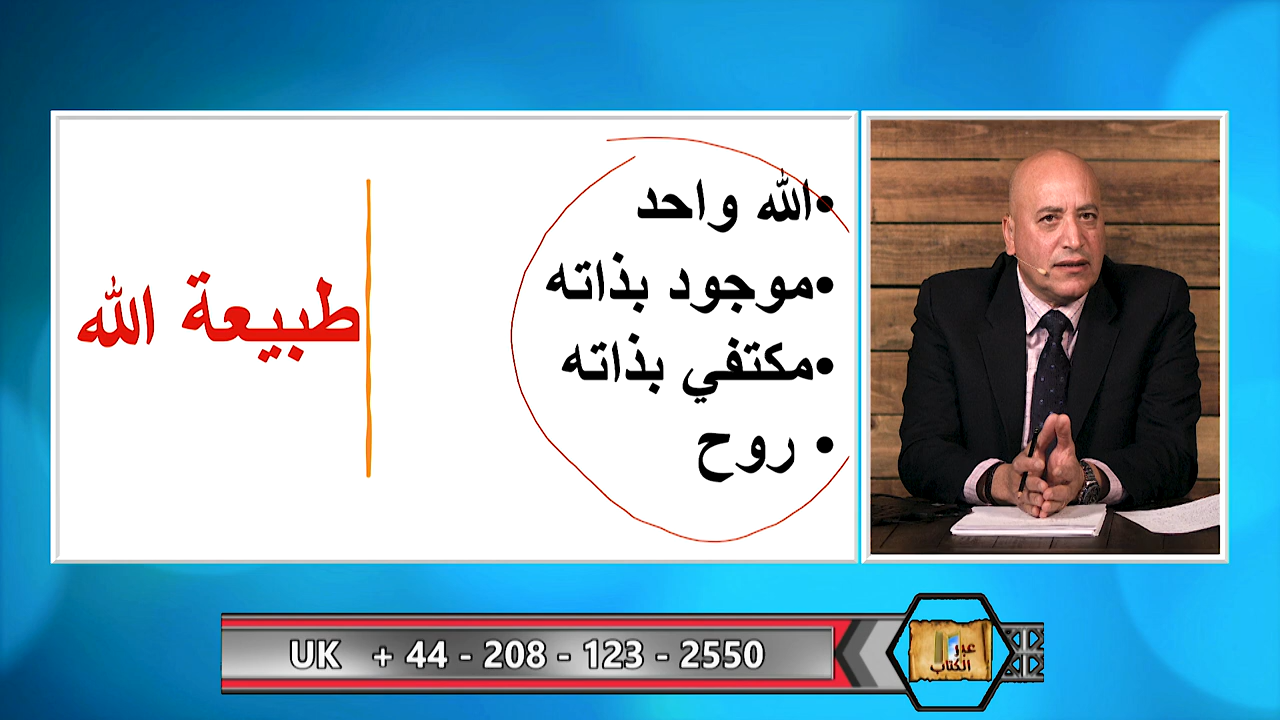 الله واحد
موجود بذاته
مكتفي بذاته
روح
طبيعة الله
UK + 44 - 208 - 123 - 2550
عبر
الكتاب